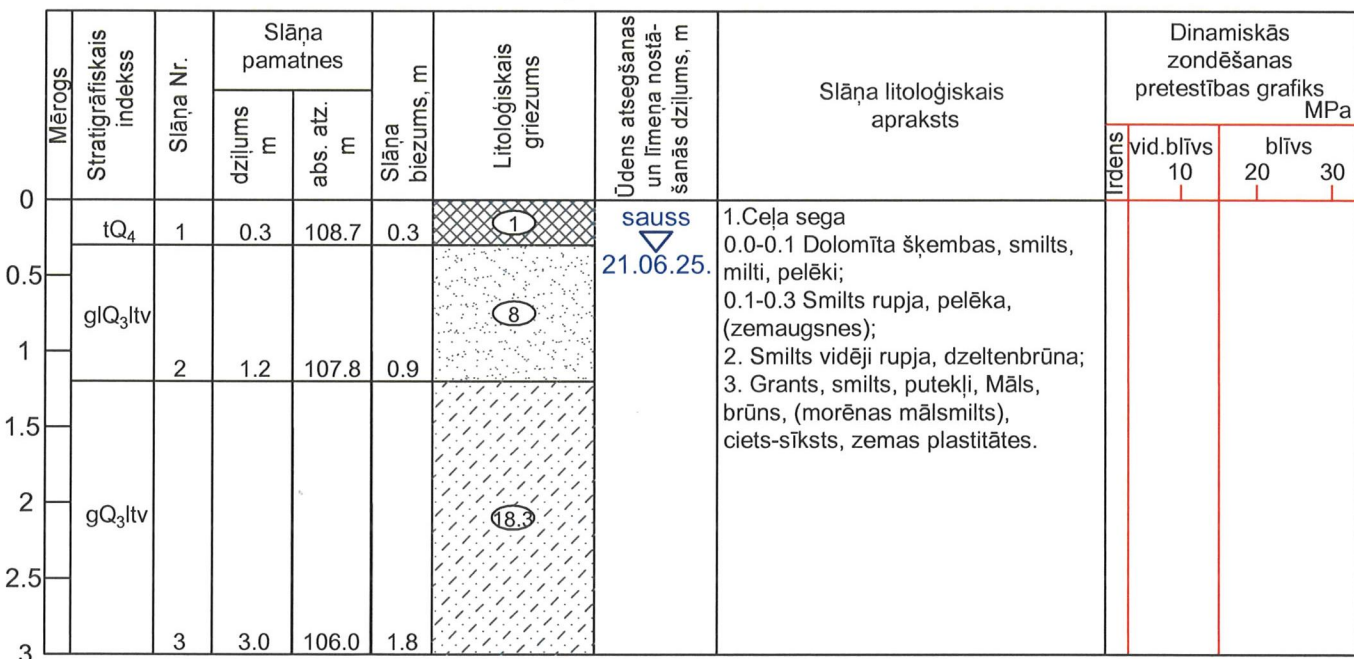 Mērogs
Stratigrāfiskais
indekss
Slāņa Nr.
Slāņa
pamatnes
dziļums
m
abs. atz.
m
Slāņa
biezums, m
Litoloģiskais
griezums
Ūdens atsegšanas
un līmeņa nostā-
šanās dziļums, m
Slāņa litoloģiskais
apraksts
Dinamiskās
zondēšanas
pretestības grafiks
MPa
Irdens
vid.blīvs
10
blīvs
20 30
0
0.5
1
1.5
2
2.5
3
tQ₄ 1 0.3 108.7 0.3 1
glQ₃ltv 8
2 1.2 107.8 0.9
gQ₃ltv 18.3
3 3.0 106.0 1.8
sauss
21.06.25.
1.Ceļa sega
0.0-0.1 Dolomīta šķembas, smilts,
milti, pelēki;
0.1-0.3 Smilts rupja, pelēka,
(zemaugsnes);
2. Smilts vidēji rupja, dzeltenbrūna;
3. Grants, smilts, putekļi, Māls,
brūns, (morēnas mālsmilts),
ciets-sīksts, zemas plastitātes.